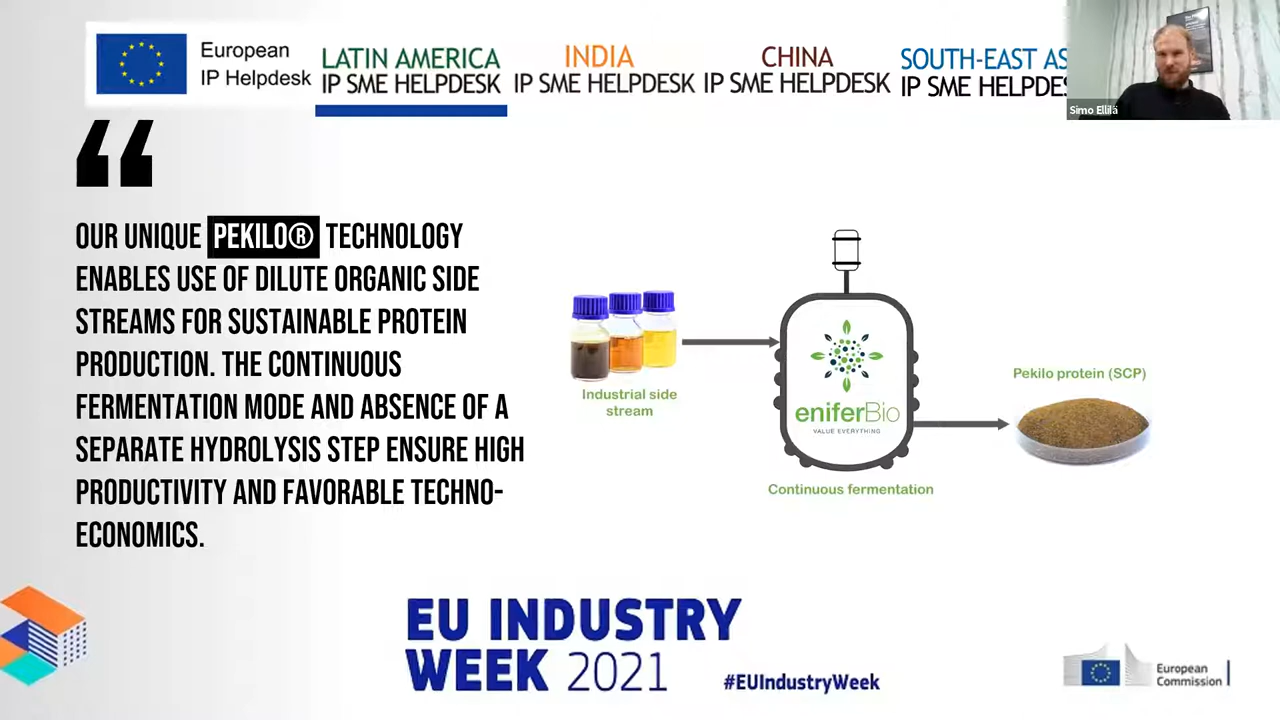 European
IP Helpdesk
LATIN AMERICA
IP SME HELPDESK
INDIA
IP SME HELPDESK
CHINA
IP SME HELPDESK
SOUTH-EAST AS
IP SME HELPDES
Simo Ellilä
“
OUR UNIQUE PEKILO® TECHNOLOGY
ENABLES USE OF DILUTE ORGANIC SIDE
STREAMS FOR SUSTAINABLE PROTEIN
PRODUCTION. THE CONTINUOUS
FERMENTATION MODE AND ABSENCE OF A
SEPARATE HYDROLYSIS STEP ENSURE HIGH
PRODUCTIVITY AND FAVORABLE TECHNO-
ECONOMICS.
Industrial side
stream
eniferBio
VALUE EVERYTHING
Continuous fermentation
Pekilo protein (SCP)
EU INDUSTRY
WEEK 2021
#EUIndustryWeek
European
Commission